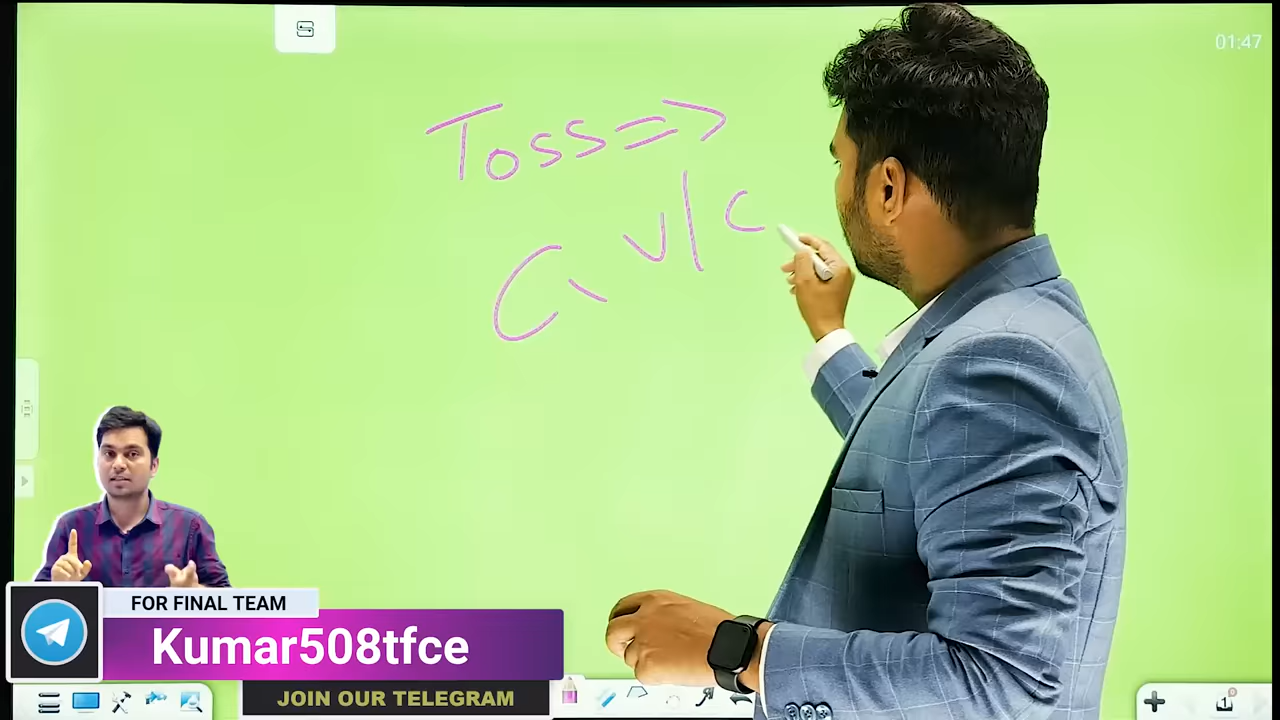 01:47
Toss =>
C \ v/c
FOR FINAL TEAM
Kumar508tfce
JOIN OUR TELEGRAM